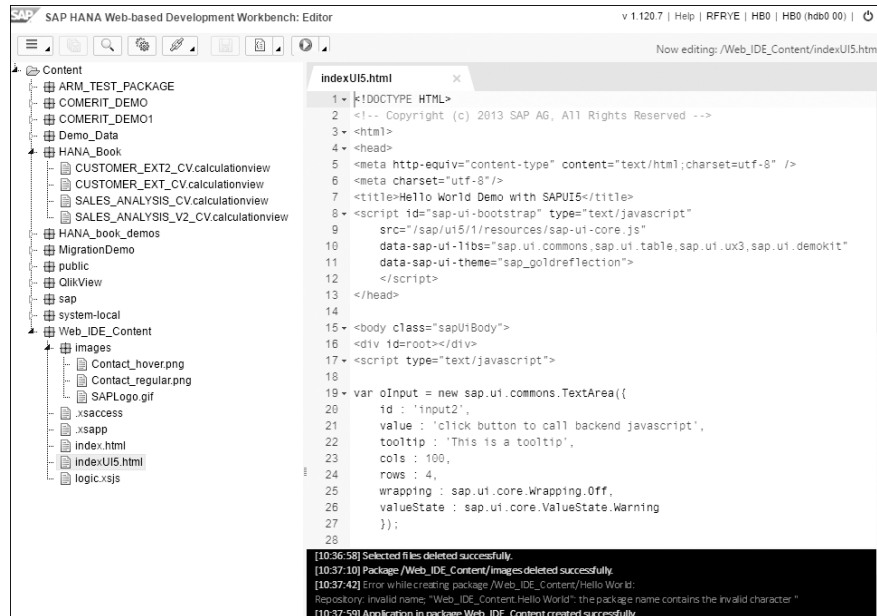 SAP SAP HANA Web-based Development Workbench: Editor
v 1.120.7 | Help | RFRYE | HB0 | HB0 (hdb0 00) |
Now editing: /Web_IDE_Content/indexUI5.htm
Content
ARM_TEST_PACKAGE
COMERIT_DEMO
COMERIT_DEMO1
Demo_Data
HANA_Book
CUSTOMER_EXT2_CV.calculationview
CUSTOMER_EXT_CV.calculationview
SALES_ANALYSIS_CV.calculationview
SALES_ANALYSIS_V2_CV.calculationview
HANA_book_demos
MigrationDemo
public
QlikView
sap
system-local
Web_IDE_Content
images
Contact_hover.png
Contact_regular.png
SAPLogo.gif
.xsaccess
.xsapp
index.html
indexUI5.html
logic.xsjs
indexUI5.html
1 <!DOCTYPE HTML>
2 <!-- Copyright (c) 2013 SAP AG, All Rights Reserved -->
3 <html>
4 <head>
5 <meta http-equiv="content-type" content="text/html;charset=utf-8" />
6 <meta charset="utf-8"/>
7 <title>Hello World Demo with SAPUI5</title>
8 <script id="sap-ui-bootstrap" type="text/javascript"
9 src="/sap/ui5/1/resources/sap-ui-core.js"
10 data-sap-ui-libs="sap.ui.commons,sap.ui.table,sap.ui.ux3,sap.ui.demokit"
11 data-sap-ui-theme="sap_goldreflection">
12 </script>
13 </head>
14
15 <body class="sapUiBody">
16 <div id=root></div>
17 <script type="text/javascript">
18
19 var oInput = new sap.ui.commons.TextArea({
20 id : 'input2',
21 value : 'click button to call backend javascript',
22 tooltip : 'This is a tooltip',
23 cols : 100,
24 rows : 4,
25 wrapping : sap.ui.core.Wrapping.Off,
26 valueState : sap.ui.core.ValueState.Warning
27 });
28
[10:36:58] Selected files deleted successfully.
[10:37:10] Package /Web_IDE_Content/images deleted successfully.
[10:37:42] Error while creating package /Web_IDE_Content/Hello World:
Repository: invalid name; "Web_IDE_Content.Hello World": the package name contains the invalid character "
[10:37:59] Application in package Web_IDE_Content created successfully.